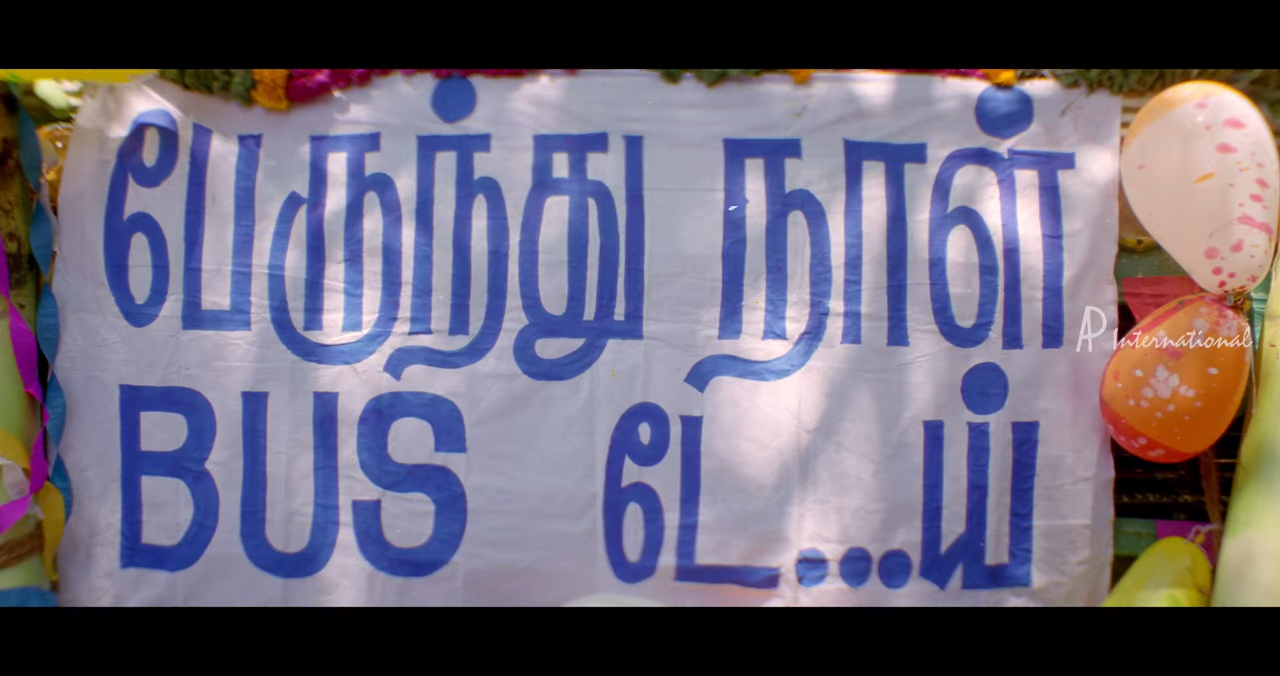 பேருந்து நாள்
BUS டே...ய்
AP International